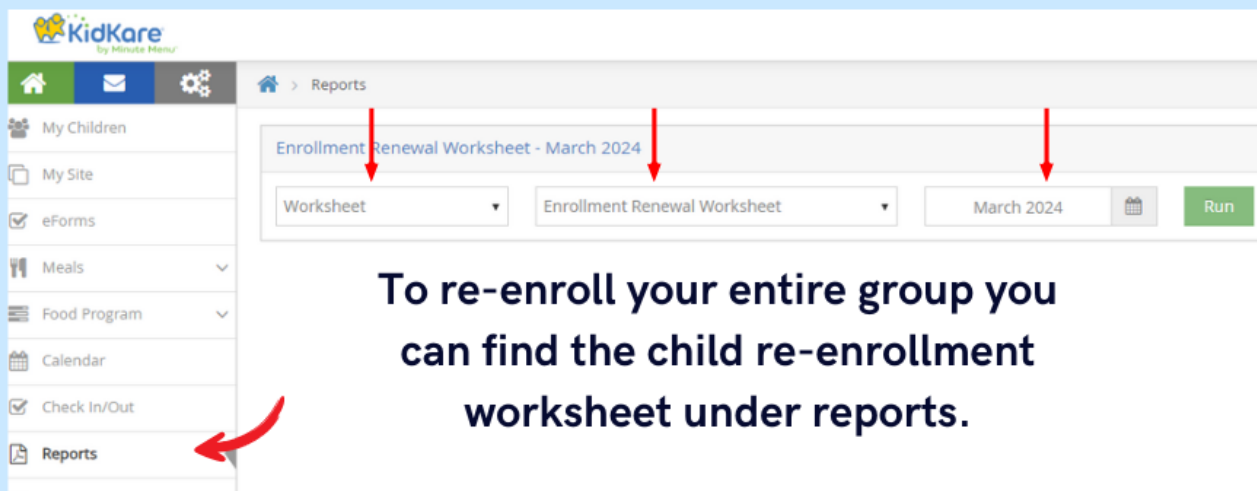 KidKare
by Minute Menu
> Reports
My Children
My Site
eForms
Meals
Food Program
Calendar
Check In/Out
Reports
Enrollment Renewal Worksheet - March 2024
Worksheet
Enrollment Renewal Worksheet
March 2024
Run
To re-enroll your entire group you
can find the child re-enrollment
worksheet under reports.